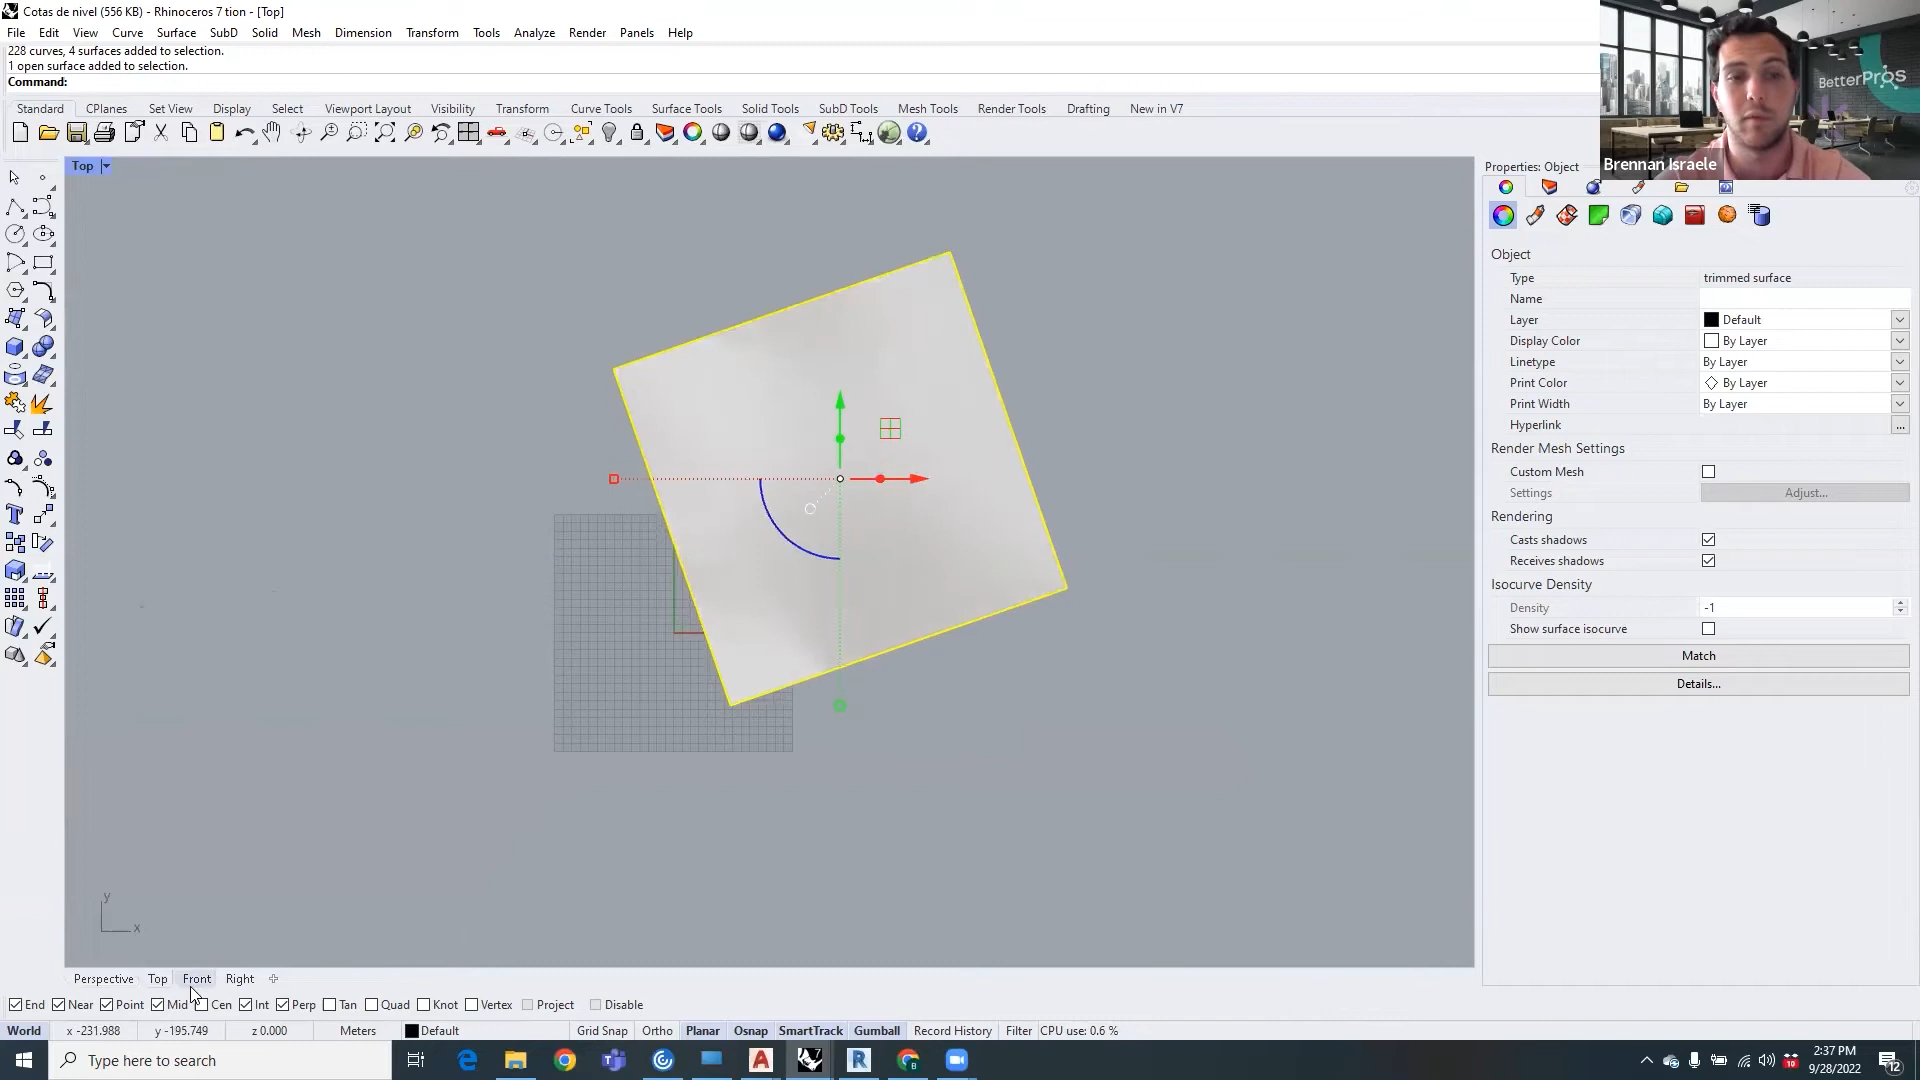 Cotas de nivel (556 KB) - Rhinoceros 7 tion - [Top]
File Edit View Curve Surface SubD Solid Mesh Dimension Transform Tools Analyze Render Panels Help
228 curves, 4 surfaces added to selection.
1 open surface added to selection.
Command:
Standard CPlanes Set View Display Select Viewport Layout Visibility Transform Curve Tools Surface Tools Solid Tools SubD Tools Mesh Tools Render Tools Drafting New in V7
BetterPros
Brennan Israele
Top
Properties: Object
Object
Type trimmed surface
Name
Layer Default
Display Color By Layer
Linetype By Layer
Print Color By Layer
Print Width By Layer
Hyperlink ...
Render Mesh Settings
Custom Mesh
Settings Adjust...
Rendering
Casts shadows
Receives shadows
Isocurve Density
Density -1
Show surface isocurve
Match
Details...
y
x
Perspective Top Front Right
End Near Point Mid Cen Int Perp Tan Quad Knot Vertex Project Disable
World x -231.988 y -195.749 z 0.000 Meters Default Grid Snap Ortho Planar Osnap SmartTrack Gumball Record History Filter CPU use: 0.6 %
Type here to search
2:37 PM
9/28/2022
12